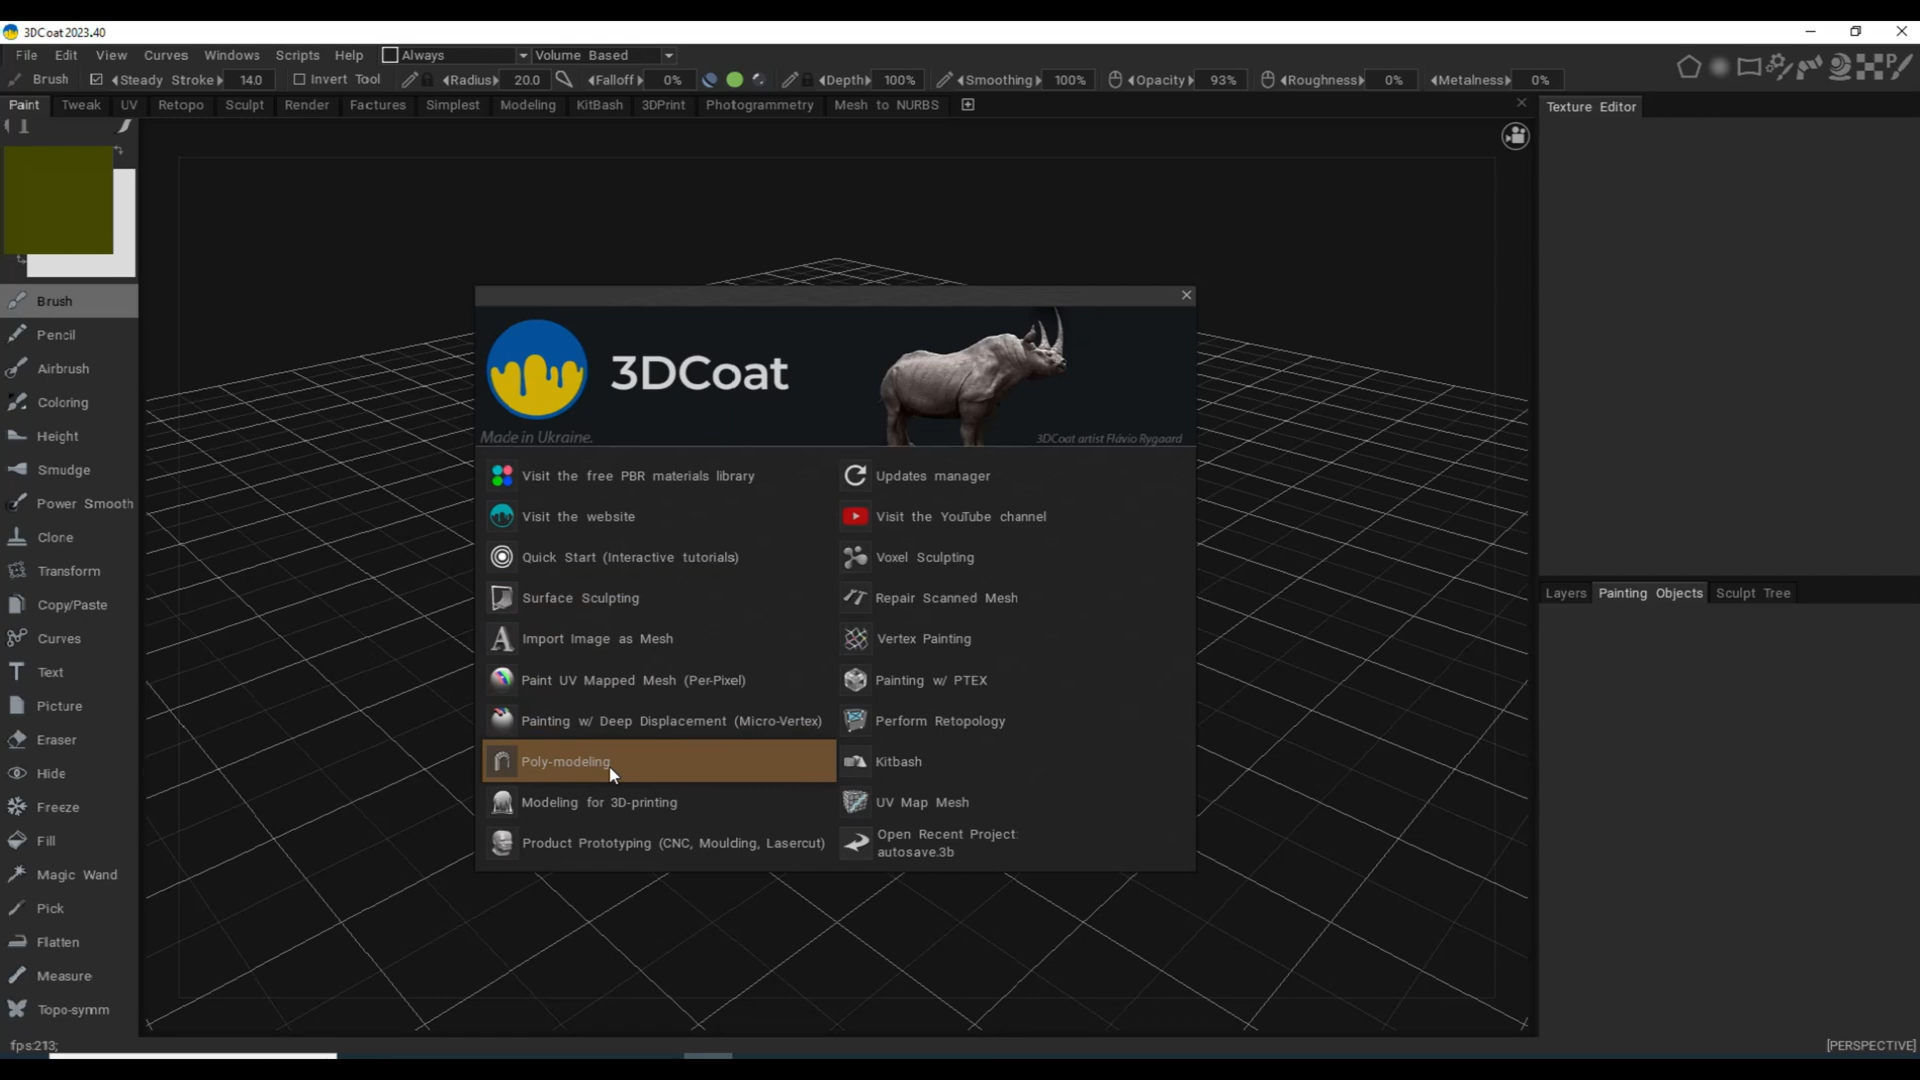 3DCoat 2023.40
File Edit View Curves Windows Scripts Help Always Volume Based
Brush Steady Stroke 14.0 Invert Tool Radius 20.0 Falloff 0% Depth 100% Smoothing 100% Opacity 93% Roughness 0% Metalness 0%
Paint Tweak UV Retopo Sculpt Render Factures Simplest Modeling KitBash 3DPrint Photogrammetry Mesh to NURBS
Texture Editor
Brush
Pencil
Airbrush
Coloring
Height
Smudge
Power Smooth
Clone
Transform
Copy/Paste
Curves
Text
Picture
Eraser
Hide
Freeze
Fill
Magic Wand
Pick
Flatten
Measure
Topo-symm
fps:213;
3DCoat
Made in Ukraine.
3DCoat artist Flávio Rygaard
Visit the free PBR materials library
Updates manager
Visit the website
Visit the YouTube channel
Quick Start (Interactive tutorials)
Voxel Sculpting
Surface Sculpting
Repair Scanned Mesh
Import Image as Mesh
Vertex Painting
Paint UV Mapped Mesh (Per-Pixel)
Painting w/ PTEX
Painting w/ Deep Displacement (Micro-Vertex)
Perform Retopology
Poly-modeling
Kitbash
Modeling for 3D-printing
UV Map Mesh
Product Prototyping (CNC, Moulding, Lasercut)
Open Recent Project:
autosave.3b
Layers Painting Objects Sculpt Tree
[PERSPECTIVE]